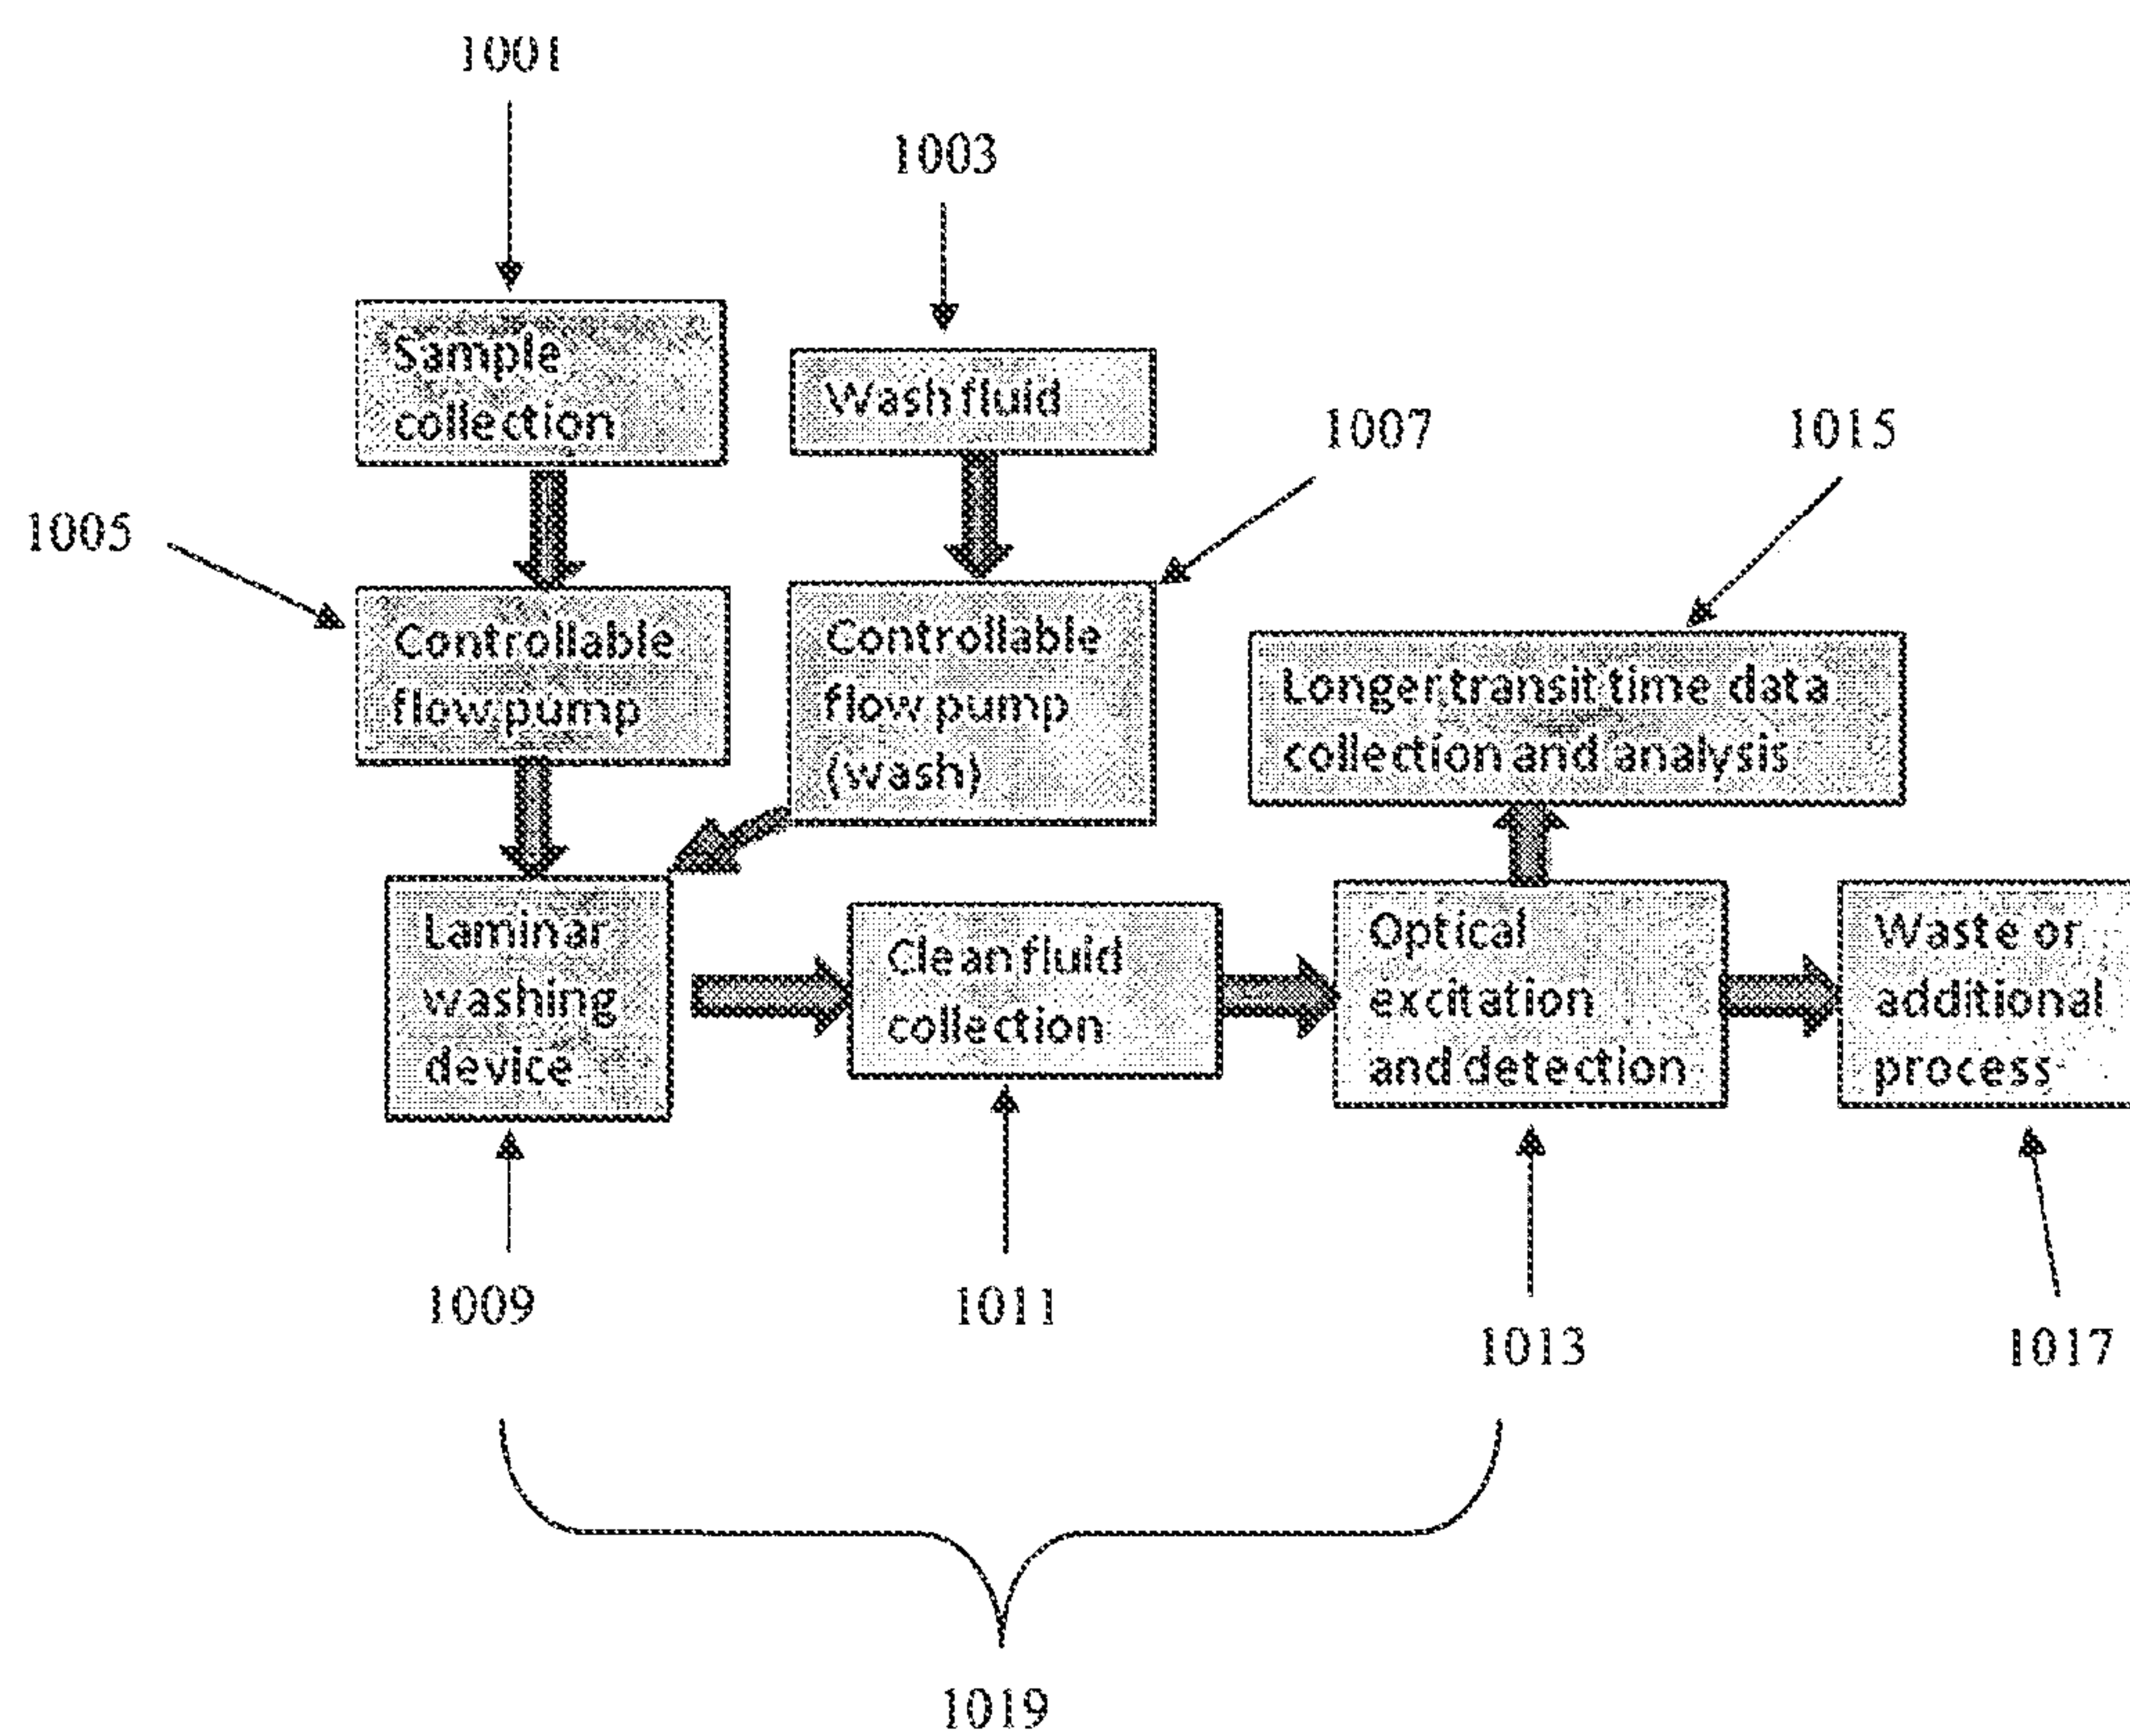 1001
1003
Sample
collection
Wash fluid
1007
1015
1005
Controllable
flow pump
Controllable
flow pump
(wash)
Longer transit time data
collection and analysis
Laminar
washing
device
Clean fluid
collection
Optical
excitation
and detection
Waste or
additional
process
1009
1011
1013
1017
1019